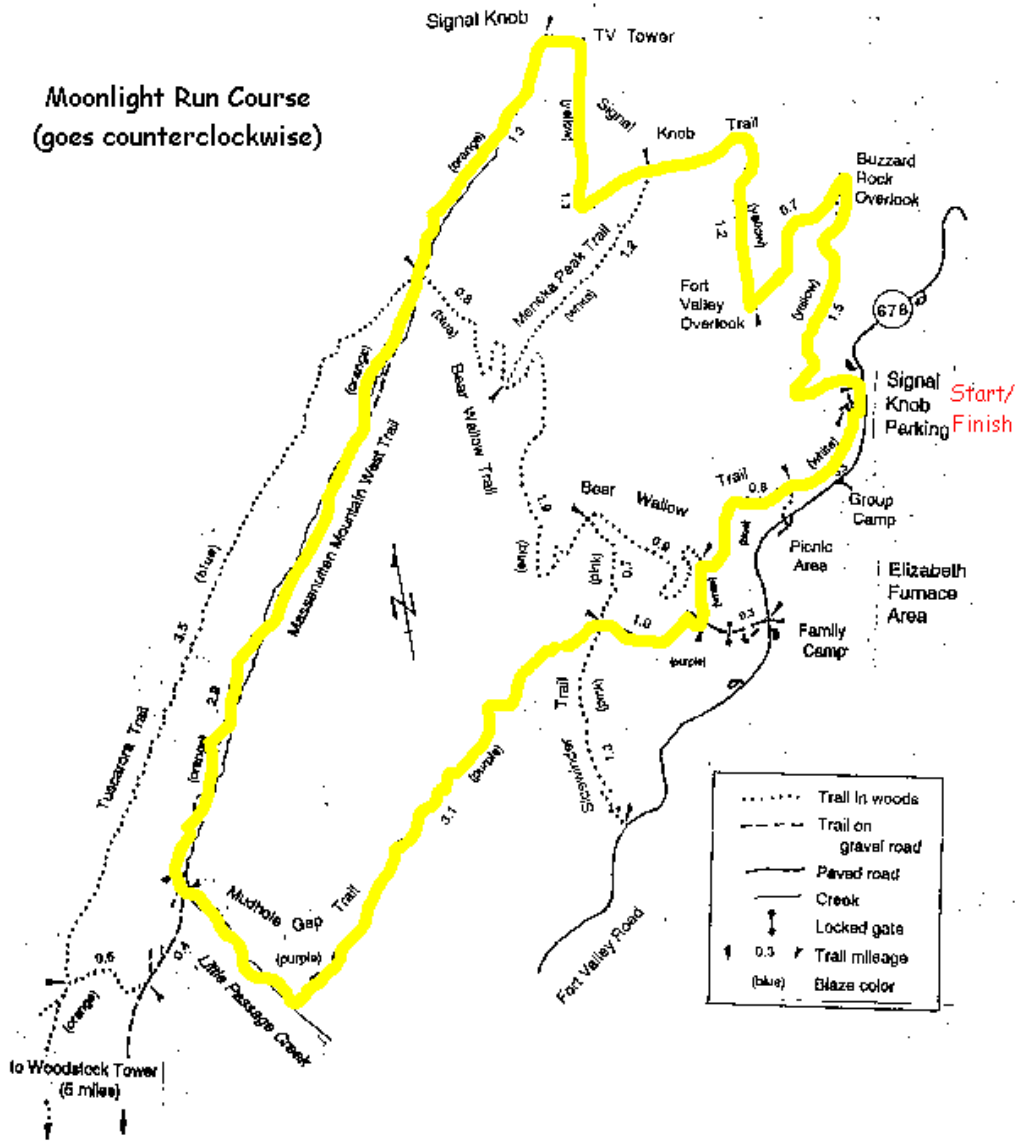 Signal Knob
TV Tower
Moonlight Run Course
(goes counterclockwise)
(orange)
1.3
(yellow)
Signal
Knob
Trail
1.2
(yellow)
0.7
Buzzard
Rock
Overlook
Meneka Peak Trail
1.2
(white)
Fort
Valley
Overlook
(yellow)
1.5
678
0.8
(blue)
Bear Wallow Trail
(orange)
Massanutten Mountain West Trail
Signal
Knob
Parking
Start/
Finish
(white)
Group
Camp
Trail
0.8
Bear Wallow
0.9
Picnic
Area
1.9
(pink)
(pink)
0.7
Elizabeth
Furnace
Area
1.0
0.3
(purple)
Family
Camp
(blue)
3.5
Tuscarora Trail
2.9
(orange)
Trail
(pink)
1.1
Sidewinder
(purple)
3.1
Mudhole Gap Trail
(purple)
Little Passage Creek
0.4
0.6
(orange)
Fort Valley Road
to Woodstock Tower
(5 miles)
Trail in woods
Trail on
gravel road
Paved road
Creek
Locked gate
0.3 Trail mileage
(blue) Blaze color